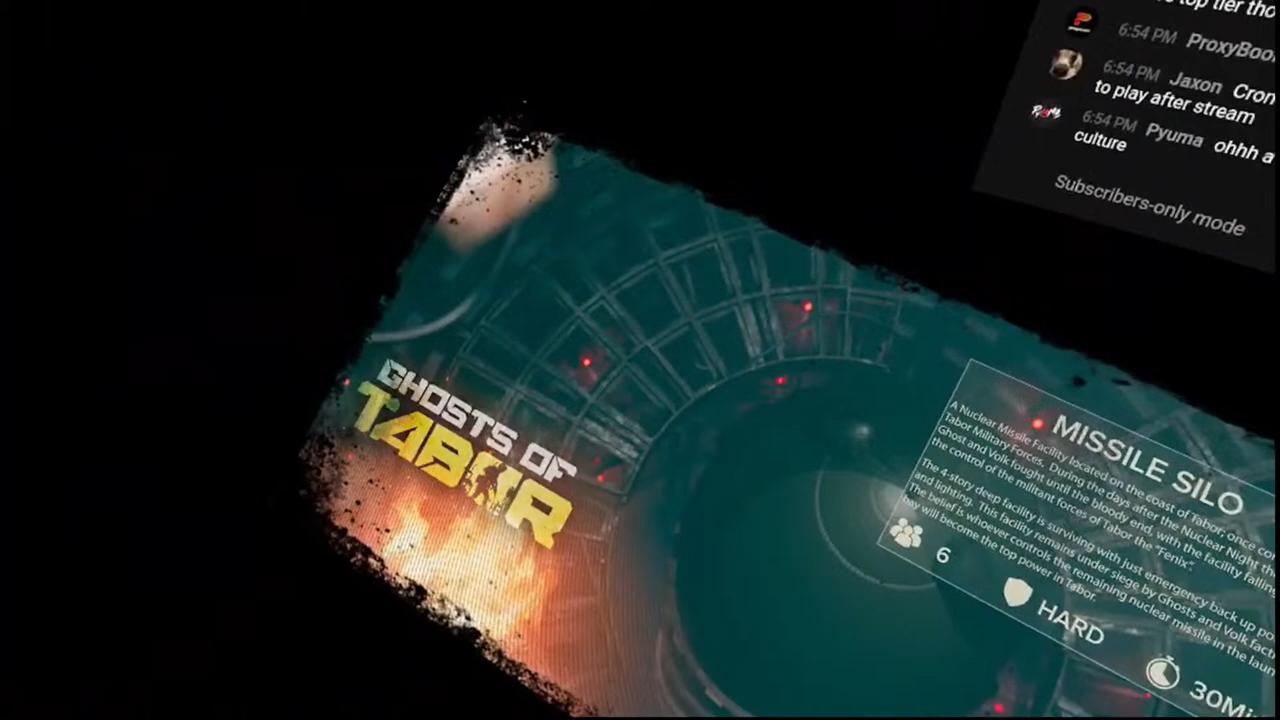 top tier tho
6:54 PM ProxyBoo
6:54 PM Jaxon Cron
to play after stream
6:54 PM Pyuma ohhh a
culture
Subscribers-only mode
GHOSTS OF
TABOR
MISSILE SILO
A Nuclear Missile Facility located on the coast of Tabor, once co
Tabor Military Forces. During the days after the Nuclear Night th
Ghost and Volk fought until the bloody end, with the facility fallin
the control of the militant forces of Tabor the "Fenix."
The 4-story deep facility is surviving with just emergency back up po
and lighting. This facility remains under siege by Ghosts and Volk fact
The belief is whoever controls the remaining nuclear missile in the laun
bay will become the top power in Tabor.
6
HARD
30Mi